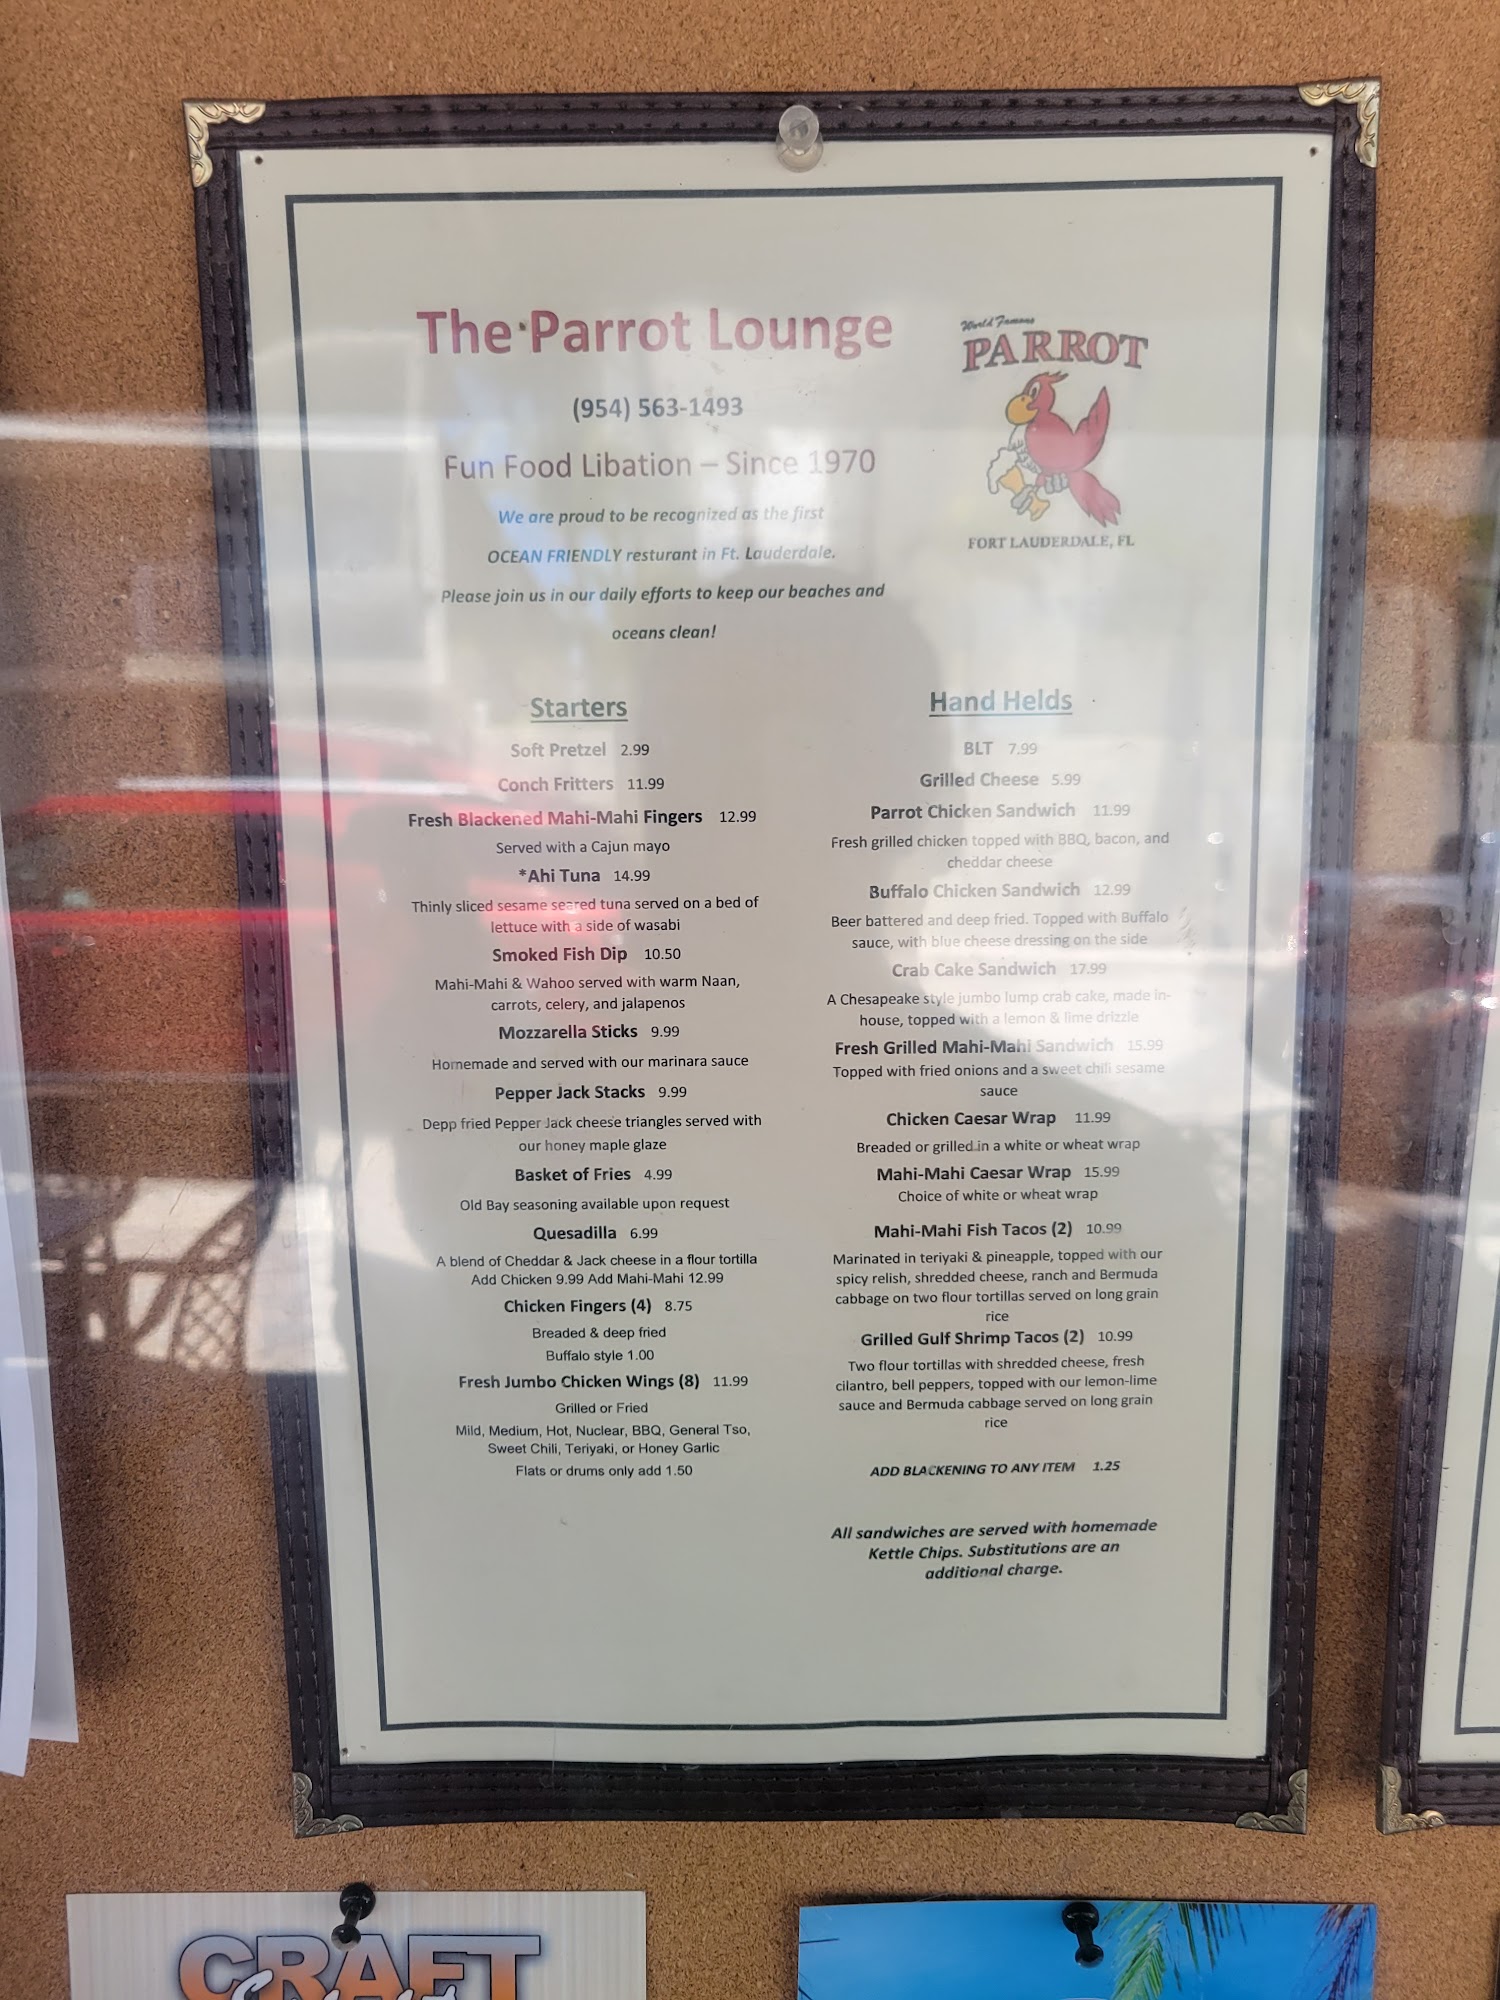 The Parrot Lounge
(954) 563-1493
Fun Food Libation – Since 1970
We are proud to be recognized as the first
OCEAN FRIENDLY resturant in Ft. Lauderdale.
Please join us in our daily efforts to keep our beaches and
oceans clean!
World Famous
PARROT
FORT LAUDERDALE, FL
Starters
Soft Pretzel 2.99
Conch Fritters 11.99
Fresh Blackened Mahi-Mahi Fingers 12.99
Served with a Cajun mayo
*Ahi Tuna 14.99
Thinly sliced sesame seared tuna served on a bed of
lettuce with a side of wasabi
Smoked Fish Dip 10.50
Mahi-Mahi & Wahoo served with warm Naan,
carrots, celery, and jalapenos
Mozzarella Sticks 9.99
Homemade and served with our marinara sauce
Pepper Jack Stacks 9.99
Depp fried Pepper Jack cheese triangles served with
our honey maple glaze
Basket of Fries 4.99
Old Bay seasoning available upon request
Quesadilla 6.99
A blend of Cheddar & Jack cheese in a flour tortilla
Add Chicken 9.99 Add Mahi-Mahi 12.99
Chicken Fingers (4) 8.75
Breaded & deep fried
Buffalo style 1.00
Fresh Jumbo Chicken Wings (8) 11.99
Grilled or Fried
Mild, Medium, Hot, Nuclear, BBQ, General Tso,
Sweet Chili, Teriyaki, or Honey Garlic
Flats or drums only add 1.50
Hand Helds
BLT 7.99
Grilled Cheese 5.99
Parrot Chicken Sandwich 11.99
Fresh grilled chicken topped with BBQ, bacon, and
cheddar cheese
Buffalo Chicken Sandwich 12.99
Beer battered and deep fried. Topped with Buffalo
sauce, with blue cheese dressing on the side
Crab Cake Sandwich 17.99
A Chesapeake style jumbo lump crab cake, made in-
house, topped with a lemon & lime drizzle
Fresh Grilled Mahi-Mahi Sandwich 15.99
Topped with fried onions and a sweet chili sesame
sauce
Chicken Caesar Wrap 11.99
Breaded or grilled in a white or wheat wrap
Mahi-Mahi Caesar Wrap 15.99
Choice of white or wheat wrap
Mahi-Mahi Fish Tacos (2) 10.99
Marinated in teriyaki & pineapple, topped with our
spicy relish, shredded cheese, ranch and Bermuda
cabbage on two flour tortillas served on long grain
rice
Grilled Gulf Shrimp Tacos (2) 10.99
Two flour tortillas with shredded cheese, fresh
cilantro, bell peppers, topped with our lemon-lime
sauce and Bermuda cabbage served on long grain
rice
ADD BLACKENING TO ANY ITEM 1.25
All sandwiches are served with homemade
Kettle Chips. Substitutions are an
additional charge.
CRAFT